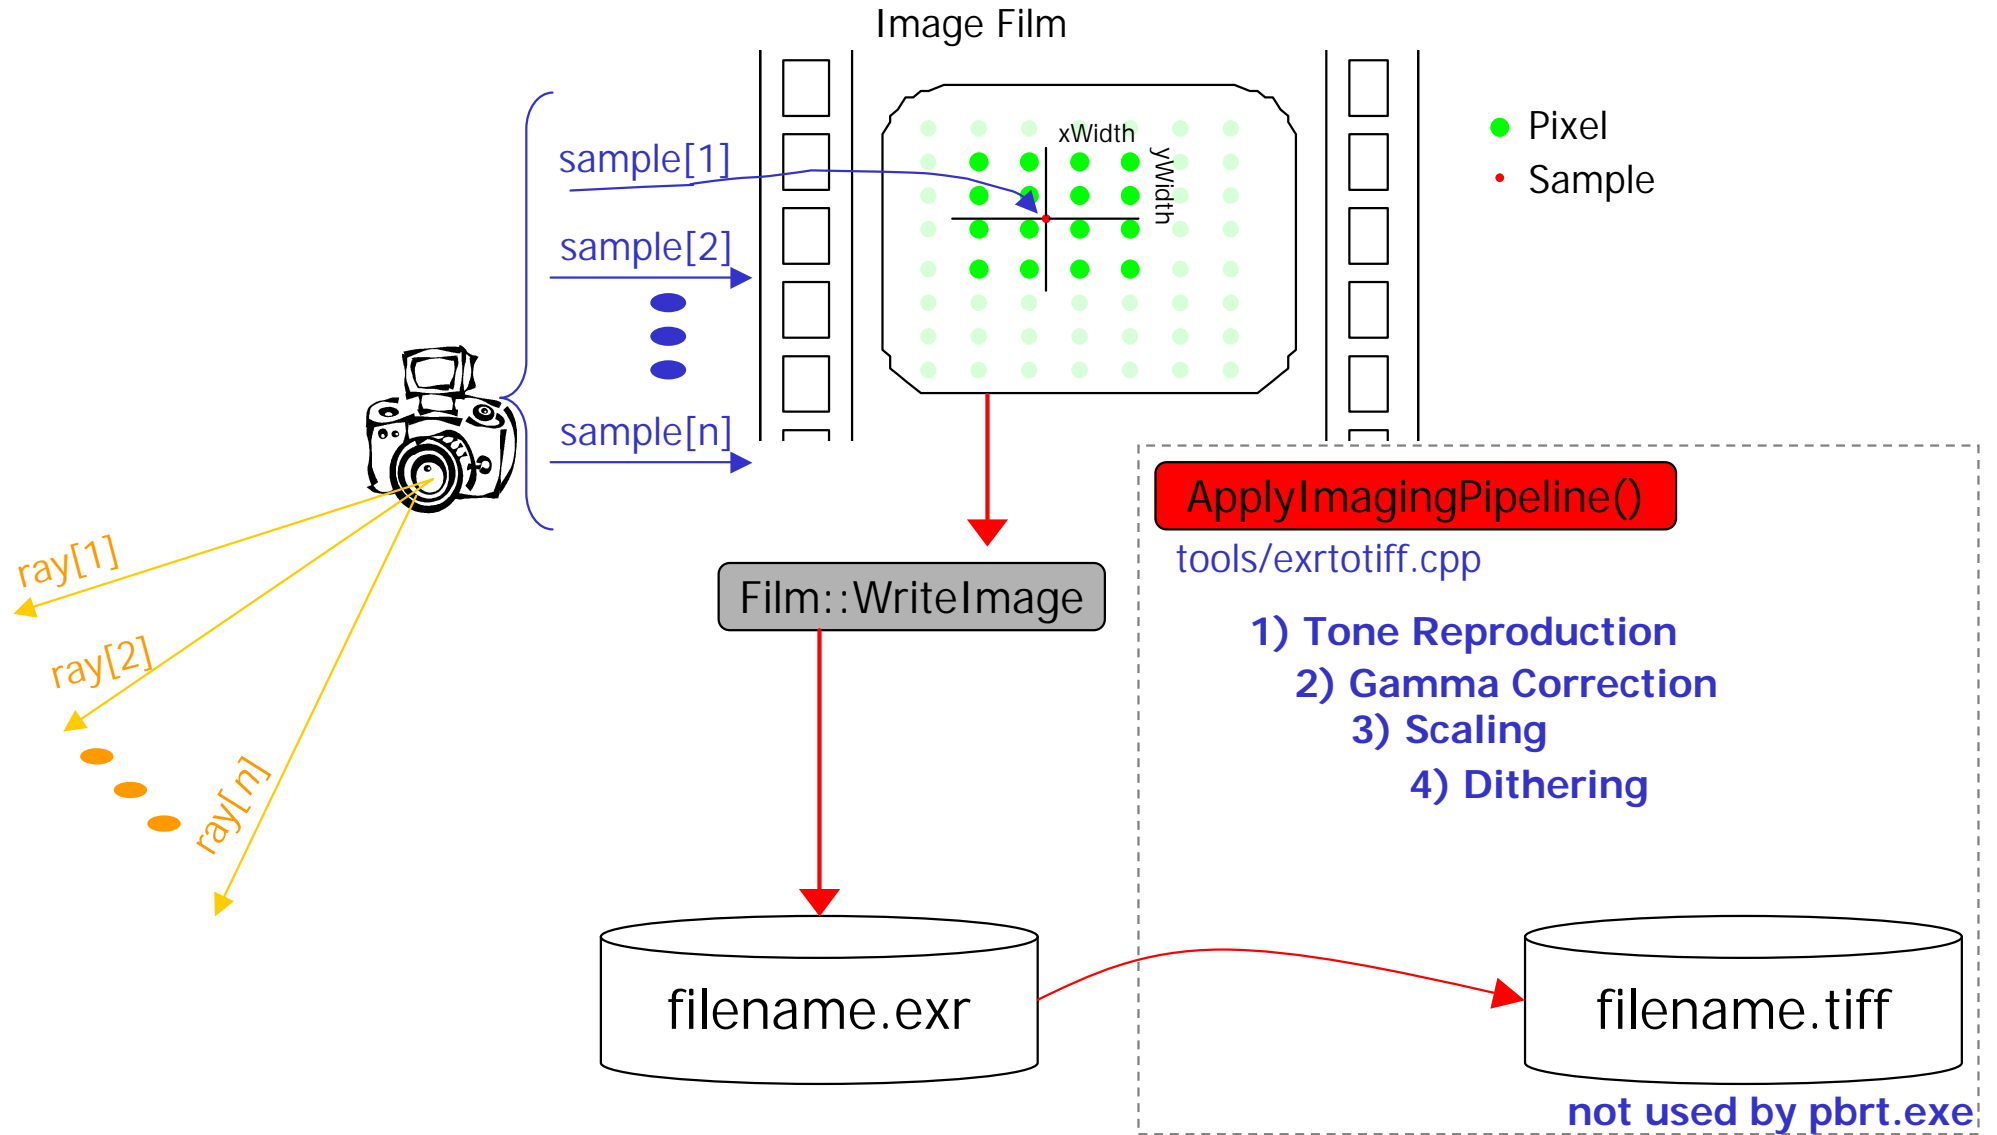 Image Film
Pixel
Sample
xWidth
yWidth
sample[1]
sample[2]
sample[n]
ray[1]
ray[2]
ray[n]
ApplyImagingPipeline()
tools/exrtotiff.cpp
Film::WriteImage
1) Tone Reproduction
2) Gamma Correction
3) Scaling
4) Dithering
filename.exr
filename.tiff
not used by pbrt.exe